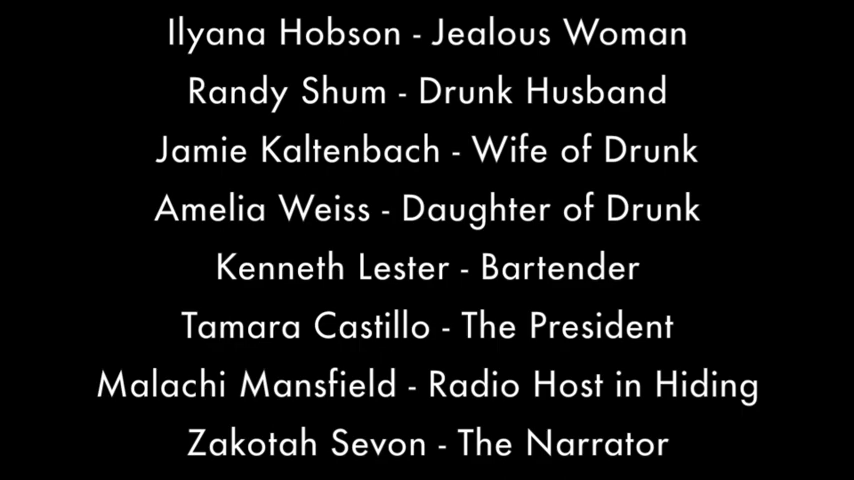 Ilyana Hobson - Jealous Woman
Randy Shum - Drunk Husband
Jamie Kaltenbach - Wife of Drunk
Amelia Weiss - Daughter of Drunk
Kenneth Lester - Bartender
Tamara Castillo - The President
Malachi Mansfield - Radio Host in Hiding
Zakotah Sevon - The Narrator